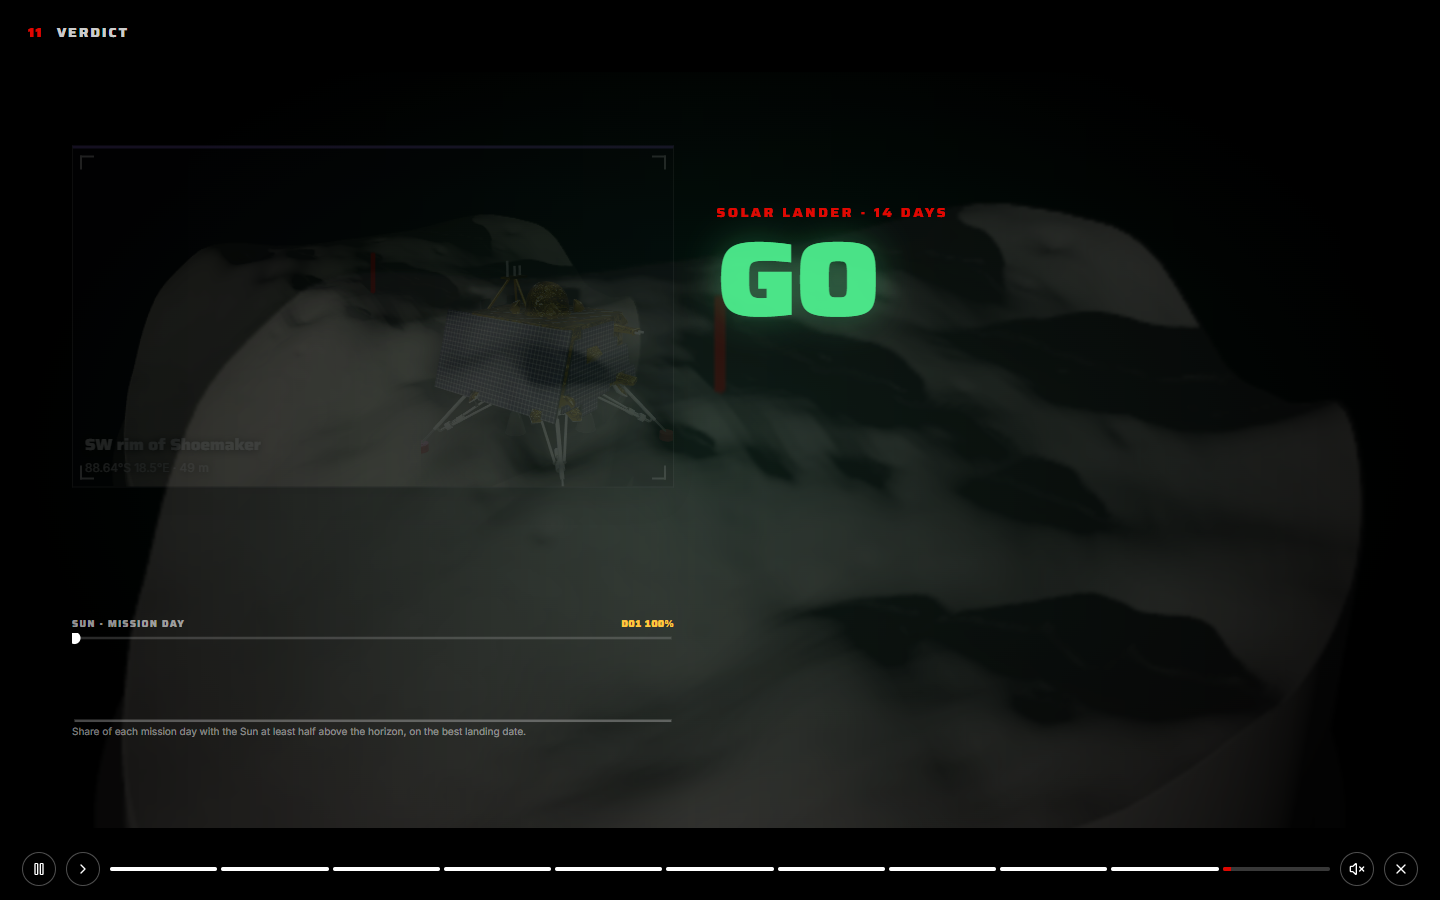 11 VERDICT
SOLAR LANDER · 14 DAYS
GO
SW rim of Shoemaker
88.64°S 18.5°E · 49 m
SUN · MISSION DAY
D01 100%
Share of each mission day with the Sun at least half above the horizon, on the best landing date.